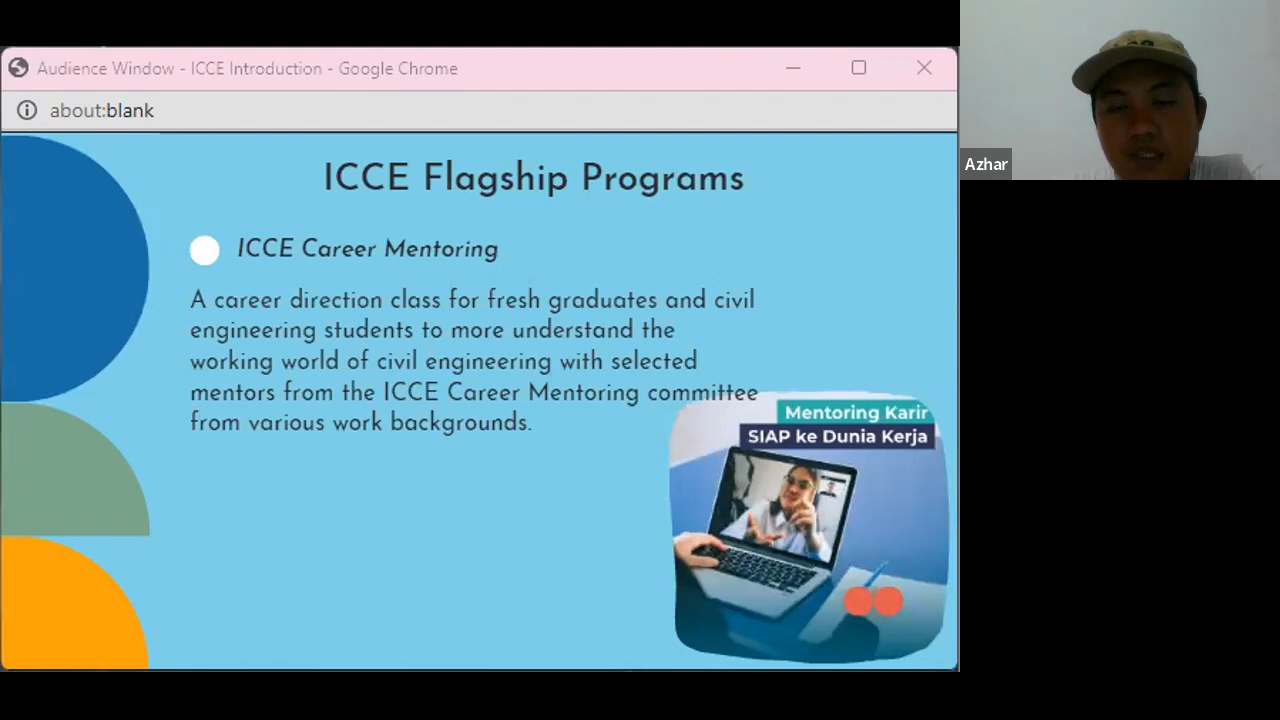 Audience Window - ICCE Introduction - Google Chrome
about:blank
ICCE Flagship Programs
ICCE Career Mentoring
A career direction class for fresh graduates and civil
engineering students to more understand the
working world of civil engineering with selected
mentors from the ICCE Career Mentoring committee
from various work backgrounds.
Mentoring Karir
SIAP ke Dunia Kerja
Azhar